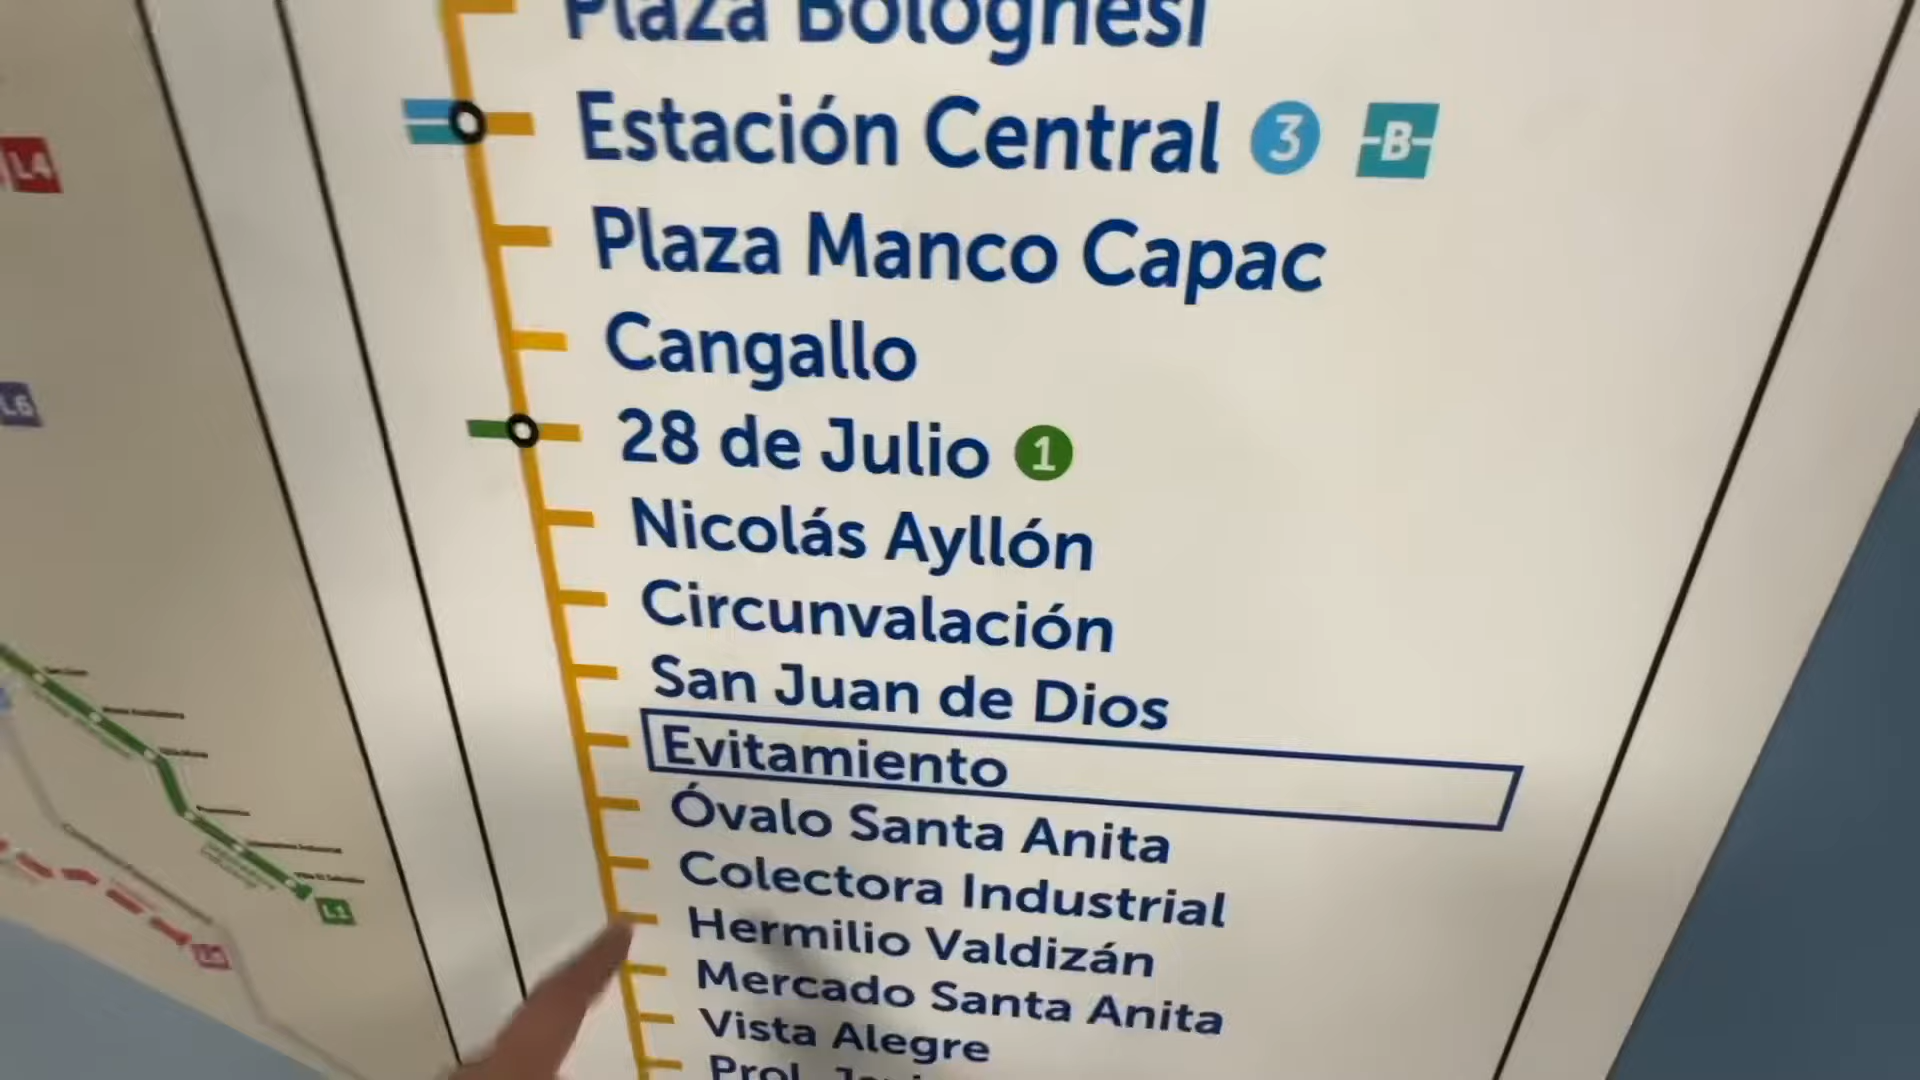 Plaza Bolognesi
Estación Central 3 B
Plaza Manco Capac
Cangallo
28 de Julio 1
Nicolás Ayllón
Circunvalación
San Juan de Dios
Evitamiento
Óvalo Santa Anita
Colectora Industrial
Hermilio Valdizán
Mercado Santa Anita
Vista Alegre
Prol.
L4
L6
L1